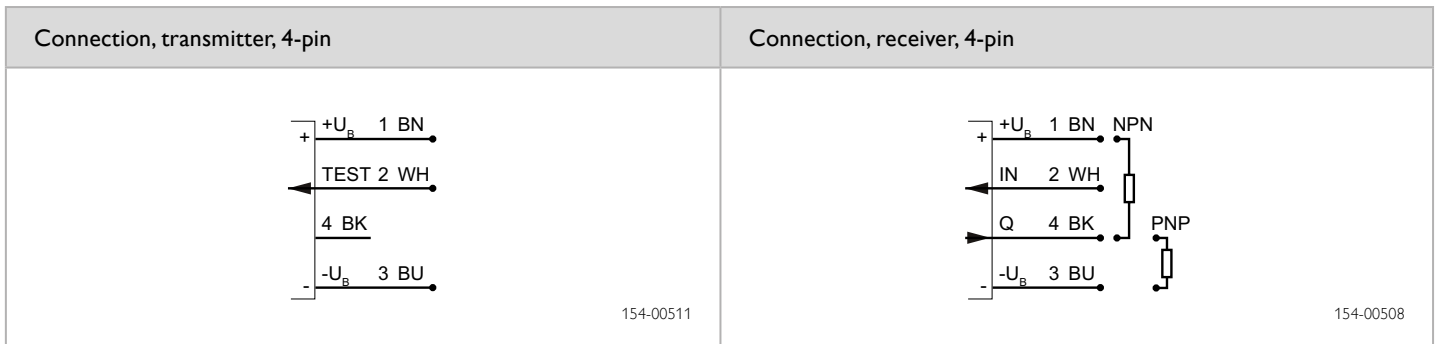 Connection, transmitter, 4-pin
+ +U_B 1 BN
TEST 2 WH
4 BK
- -U_B 3 BU
154-00511
Connection, receiver, 4-pin
+ +U_B 1 BN NPN
IN 2 WH
Q 4 BK PNP
- -U_B 3 BU
154-00508